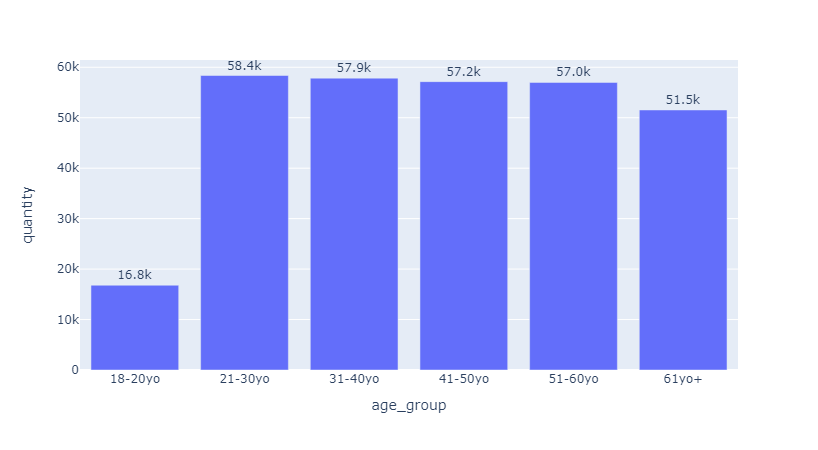 60k
50k
40k
30k
20k
10k
0
quantity
16.8k
58.4k
57.9k
57.2k
57.0k
51.5k
18-20yo
21-30yo
31-40yo
41-50yo
51-60yo
61yo+
age_group